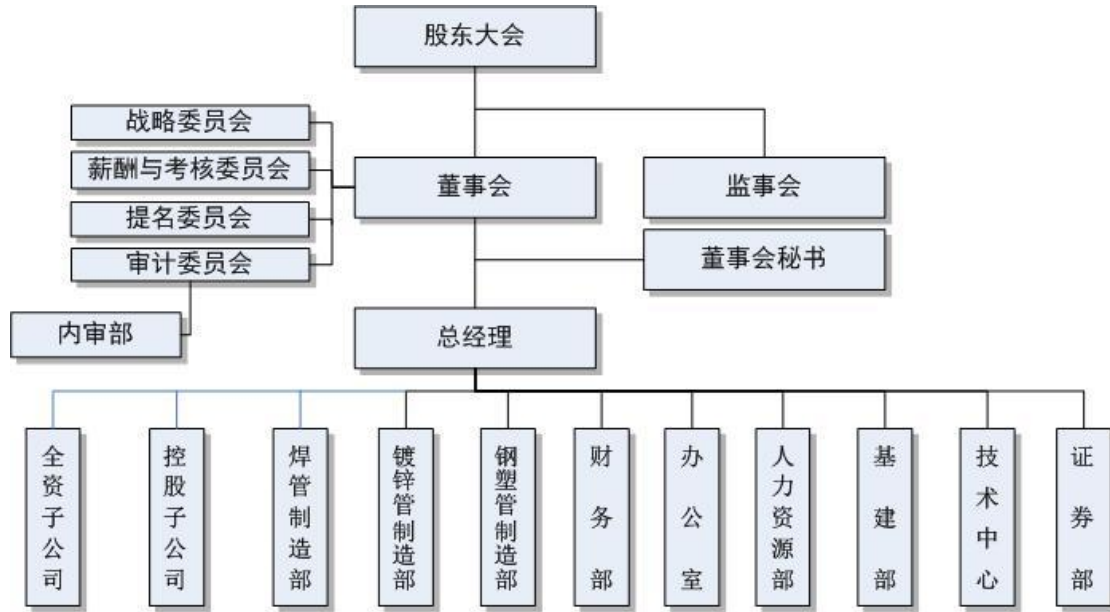 股东大会
战略委员会
薪酬与考核委员会
提名委员会
审计委员会
董事会
监事会
董事会秘书
内审部
总经理
全资子公司
控股子公司
焊管制造部
镀锌管制造部
钢塑管制造部
财务部
办公室
人力资源部
基建部
技术中心
证券部